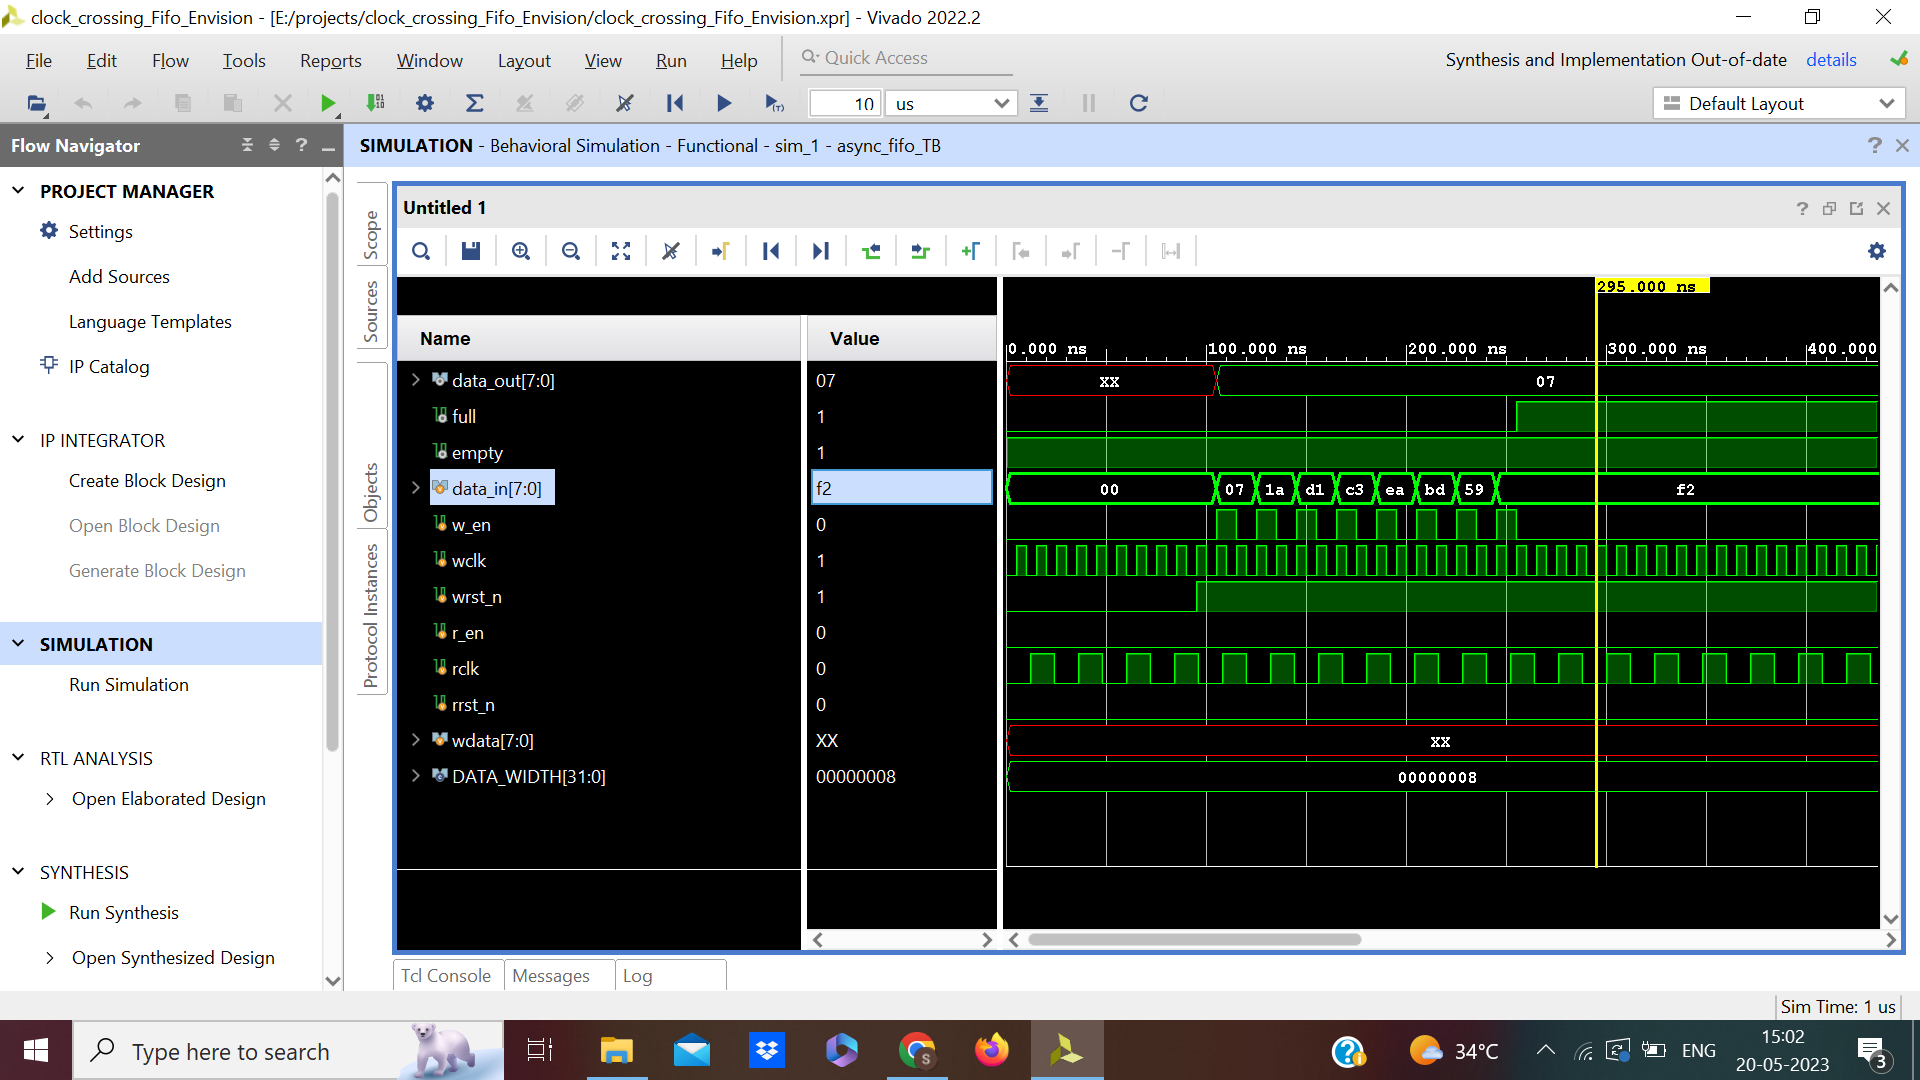 clock_crossing_Fifo_Envision - [E:/projects/clock_crossing_Fifo_Envision/clock_crossing_Fifo_Envision.xpr] - Vivado 2022.2
File Edit Flow Tools Reports Window Layout View Run Help Quick Access Synthesis and Implementation Out-of-date details
10 us Default Layout
Flow Navigator
SIMULATION - Behavioral Simulation - Functional - sim_1 - async_fifo_TB
PROJECT MANAGER
Settings
Add Sources
Language Templates
IP Catalog
IP INTEGRATOR
Create Block Design
Open Block Design
Generate Block Design
SIMULATION
Run Simulation
RTL ANALYSIS
Open Elaborated Design
SYNTHESIS
Run Synthesis
Open Synthesized Design
Scope
Sources
Objects
Protocol Instances
Untitled 1
295.000 ns
Name Value
0.000 ns 100.000 ns 200.000 ns 300.000 ns 400.000
data_out[7:0] 07 XX 07
full 1
empty 1
data_in[7:0] f2 00 07 1a d1 c3 ea bd 59 f2
w_en 0
wclk 1
wrst_n 1
r_en 0
rclk 0
rrst_n 0
wdata[7:0] XX XX
DATA_WIDTH[31:0] 00000008 00000008
Tcl Console Messages Log
Sim Time: 1 us
Type here to search
34°C ENG 15:02
20-05-2023 3